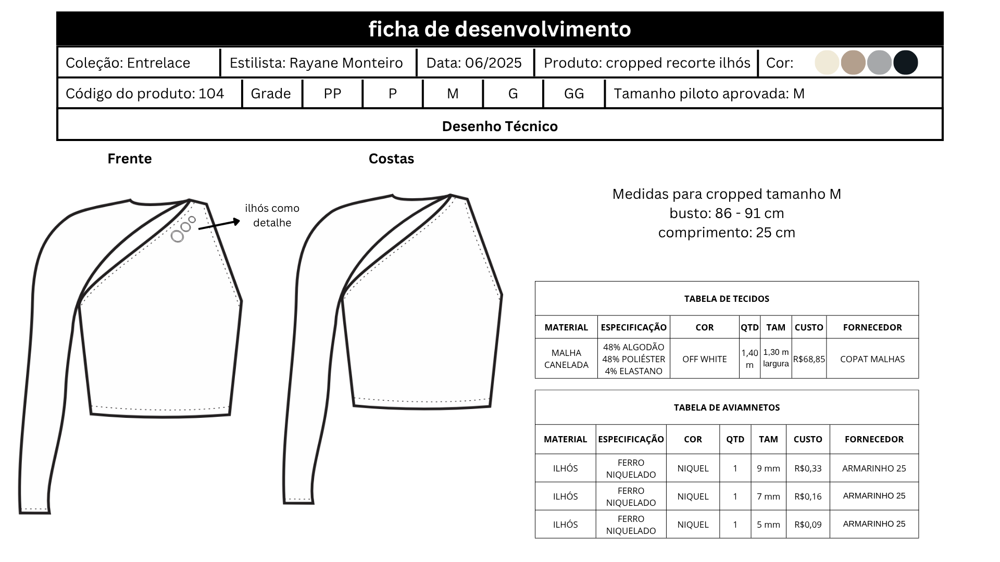 ficha de desenvolvimento
Coleção: Entrelace
Estilista: Rayane Monteiro
Data: 06/2025
Produto: cropped recorte ilhós
Cor:
Código do produto: 104
Grade
PP
P
M
G
GG
Tamanho piloto aprovada: M
Desenho Técnico
Frente
Costas
ilhós como
detalhe
Medidas para cropped tamanho M
busto: 86 - 91 cm
comprimento: 25 cm
TABELA DE TECIDOS
MATERIAL
ESPECIFICAÇÃO
COR
QTD
TAM
CUSTO
FORNECEDOR
MALHA
CANELADA
48% ALGODÃO
48% POLIÉSTER
4% ELASTANO
OFF WHITE
1,40
m
1,30 m
largura
R$68,85
COPAT MALHAS
TABELA DE AVIAMNETOS
MATERIAL
ESPECIFICAÇÃO
COR
QTD
TAM
CUSTO
FORNECEDOR
ILHÓS
FERRO
NIQUELADO
NIQUEL
1
9 mm
R$0,33
ARMARINHO 25
ILHÓS
FERRO
NIQUELADO
NIQUEL
1
7 mm
R$0,16
ARMARINHO 25
ILHÓS
FERRO
NIQUELADO
NIQUEL
1
5 mm
R$0,09
ARMARINHO 25